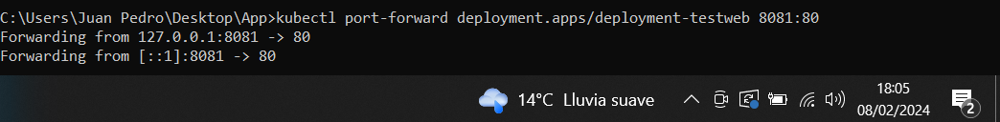 C:\Users\Juan Pedro\Desktop\App>kubectl port-forward deployment.apps/deployment-testweb 8081:80
Forwarding from 127.0.0.1:8081 -> 80
Forwarding from [::1]:8081 -> 80
14°C Lluvia suave
18:05
08/02/2024
2